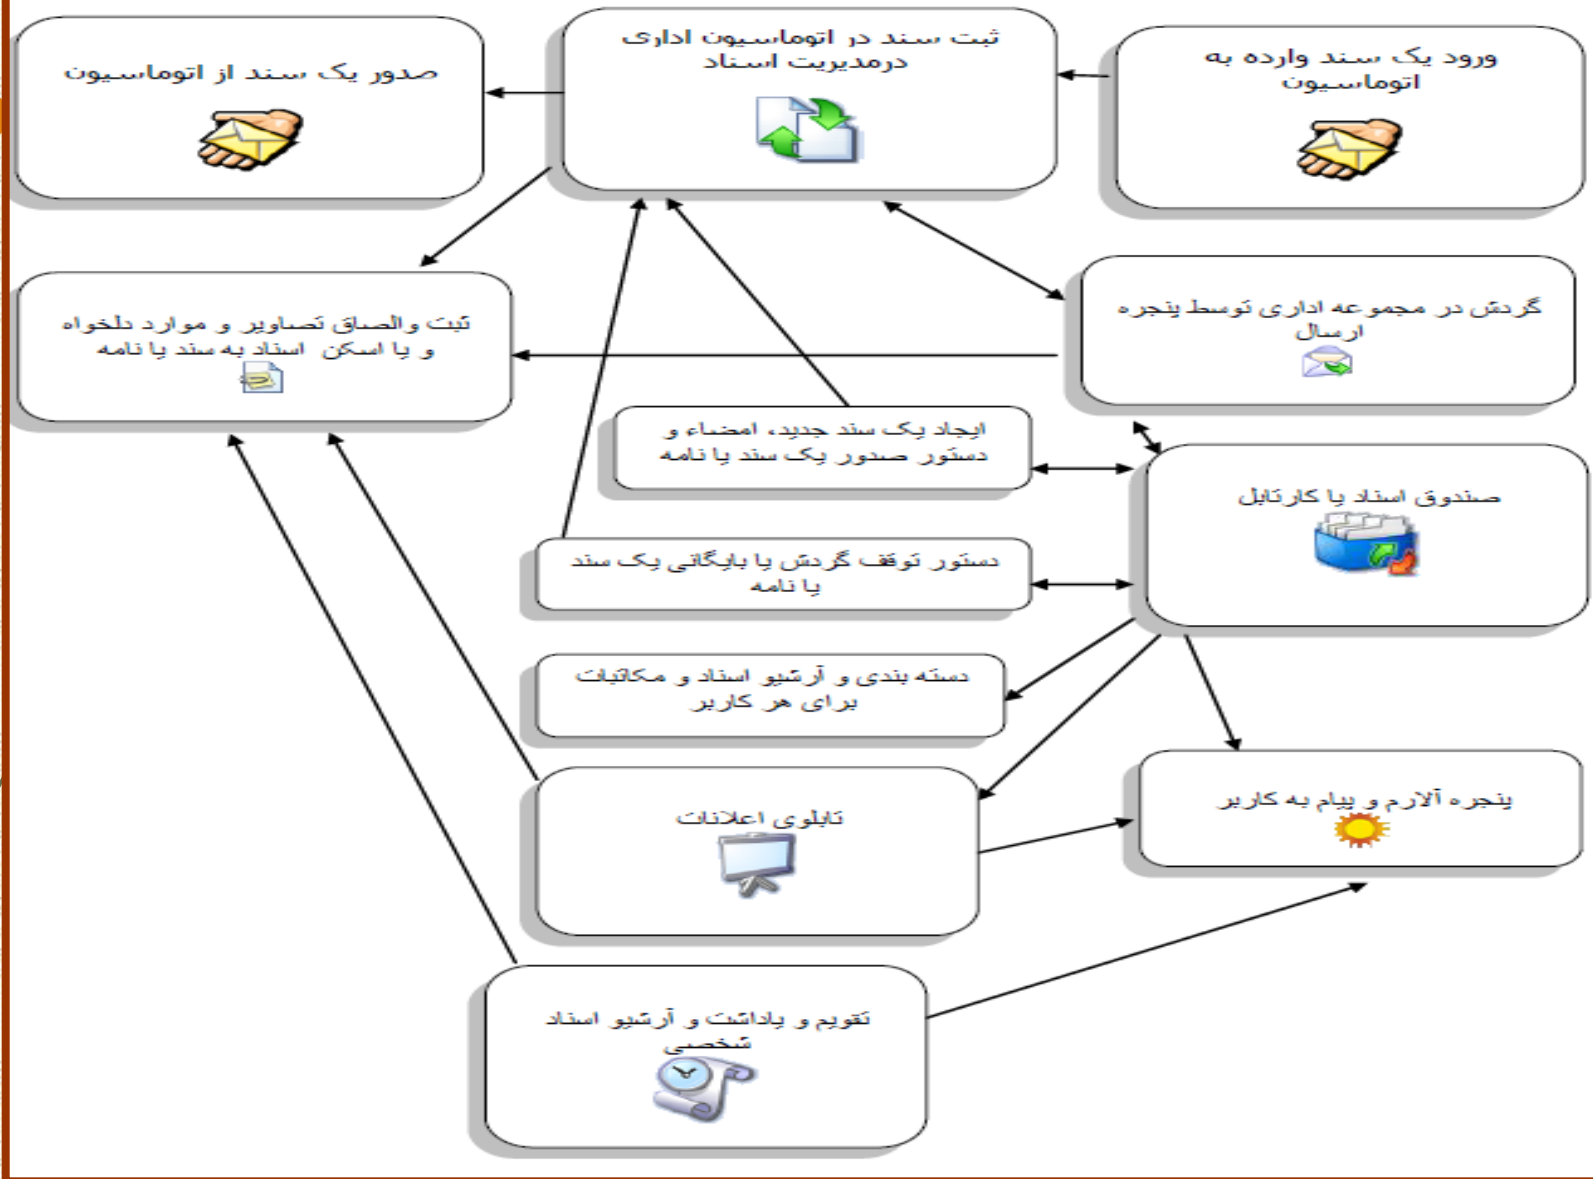 ورود یک سند وارده به
اتوماسیون
ثبت سند در اتوماسیون اداری
درمدیریت اسناد
صدور یک سند از اتوماسیون
گردش در مجموعه اداری توسط پنجره
ارسال
ثبت والصاق تصاویر و موارد دلخواه
و یا اسکن اسناد به سند یا نامه
ایجاد یک سند جدید، امضاء و
دستور صدور یک سند یا نامه
صندوق اسناد یا کارتابل
دستور توقف گردش یا بایگانی یک سند
یا نامه
دسته بندی و آرشیو اسناد و مکاتبات
برای هر کاربر
پنجره آلارم و پیام به کاربر
تابلوی اعلانات
تقویم و یاداشت و آرشیو اسناد
شخصی